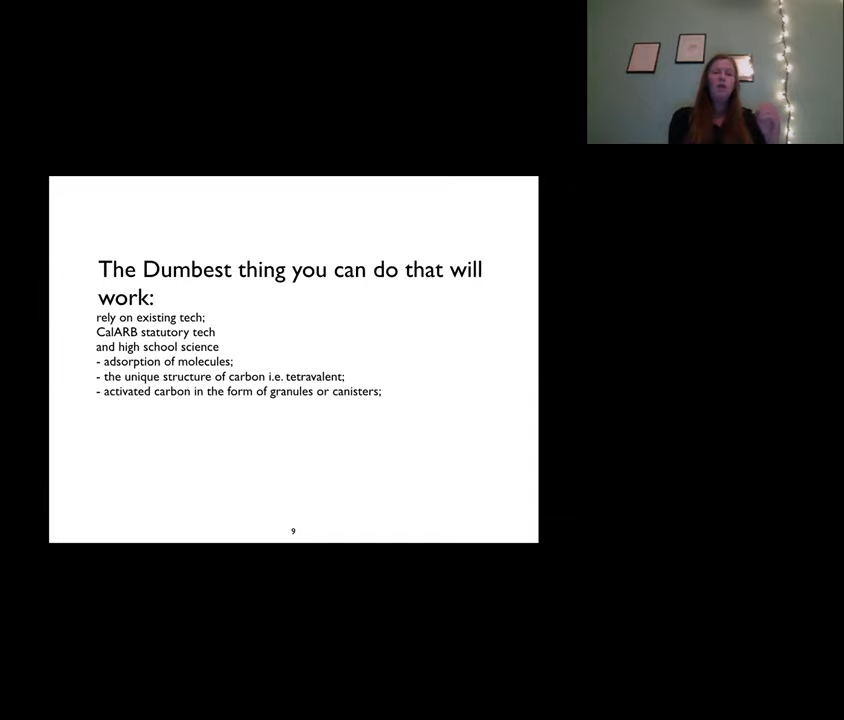 The Dumbest thing you can do that will
work:
rely on existing tech;
CalARB statutory tech
and high school science
- adsorption of molecules;
- the unique structure of carbon i.e. tetravalent;
- activated carbon in the form of granules or canisters;
9